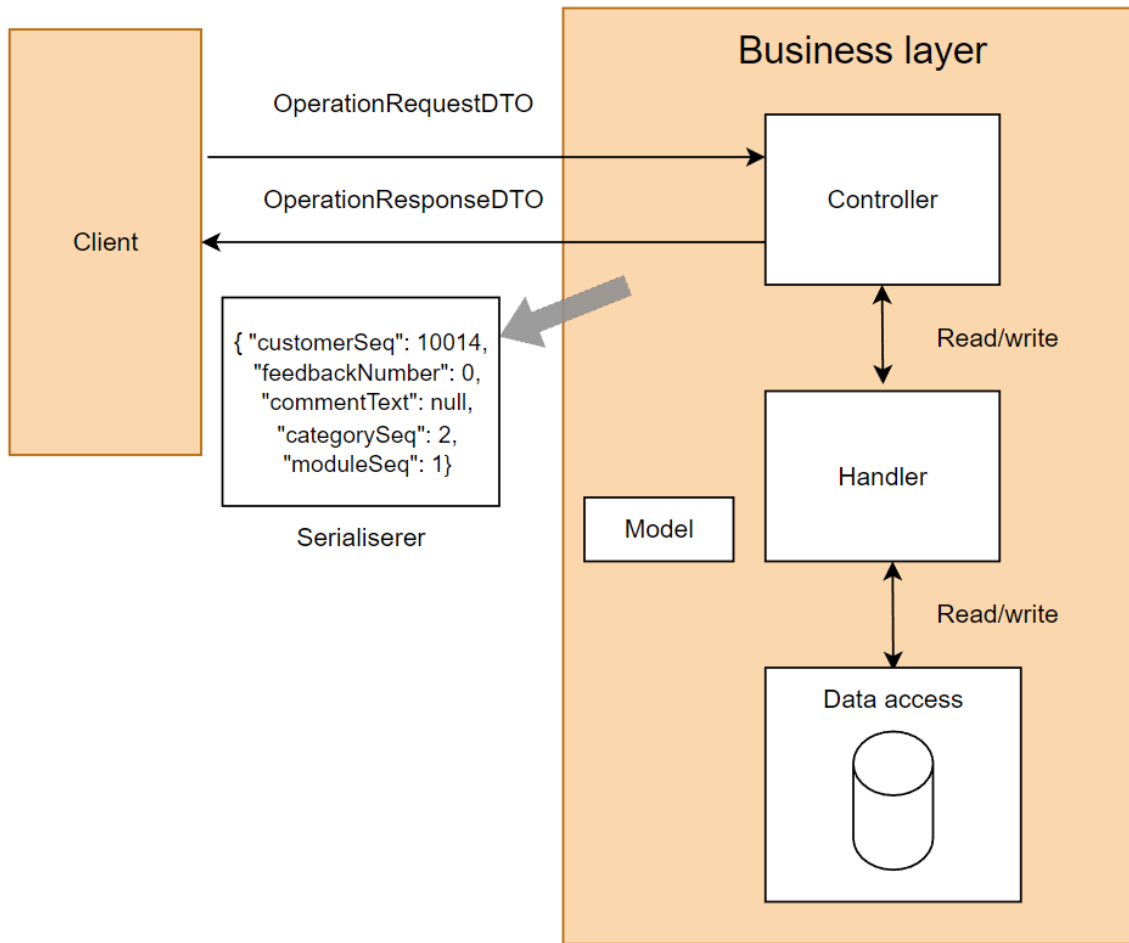 Business layer
OperationRequestDTO
OperationResponseDTO
Controller
Client
{ "customerSeq": 10014,
"feedbackNumber": 0,
"commentText": null,
"categorySeq": 2,
"moduleSeq": 1}
Serialiserer
Read/write
Handler
Model
Read/write
Data access